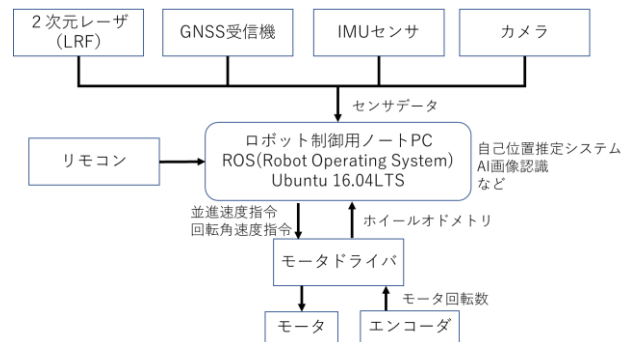 ２次元レーザ
(LRF)
GNSS受信機
IMUセンサ
カメラ
センサデータ
リモコン
ロボット制御用ノートPC
ROS(Robot Operating System)
Ubuntu 16.04LTS
自己位置推定システム
AI画像認識
など
並進速度指令
回転角速度指令
ホイールオドメトリ
モータドライバ
モータ回転数
モータ
エンコーダ